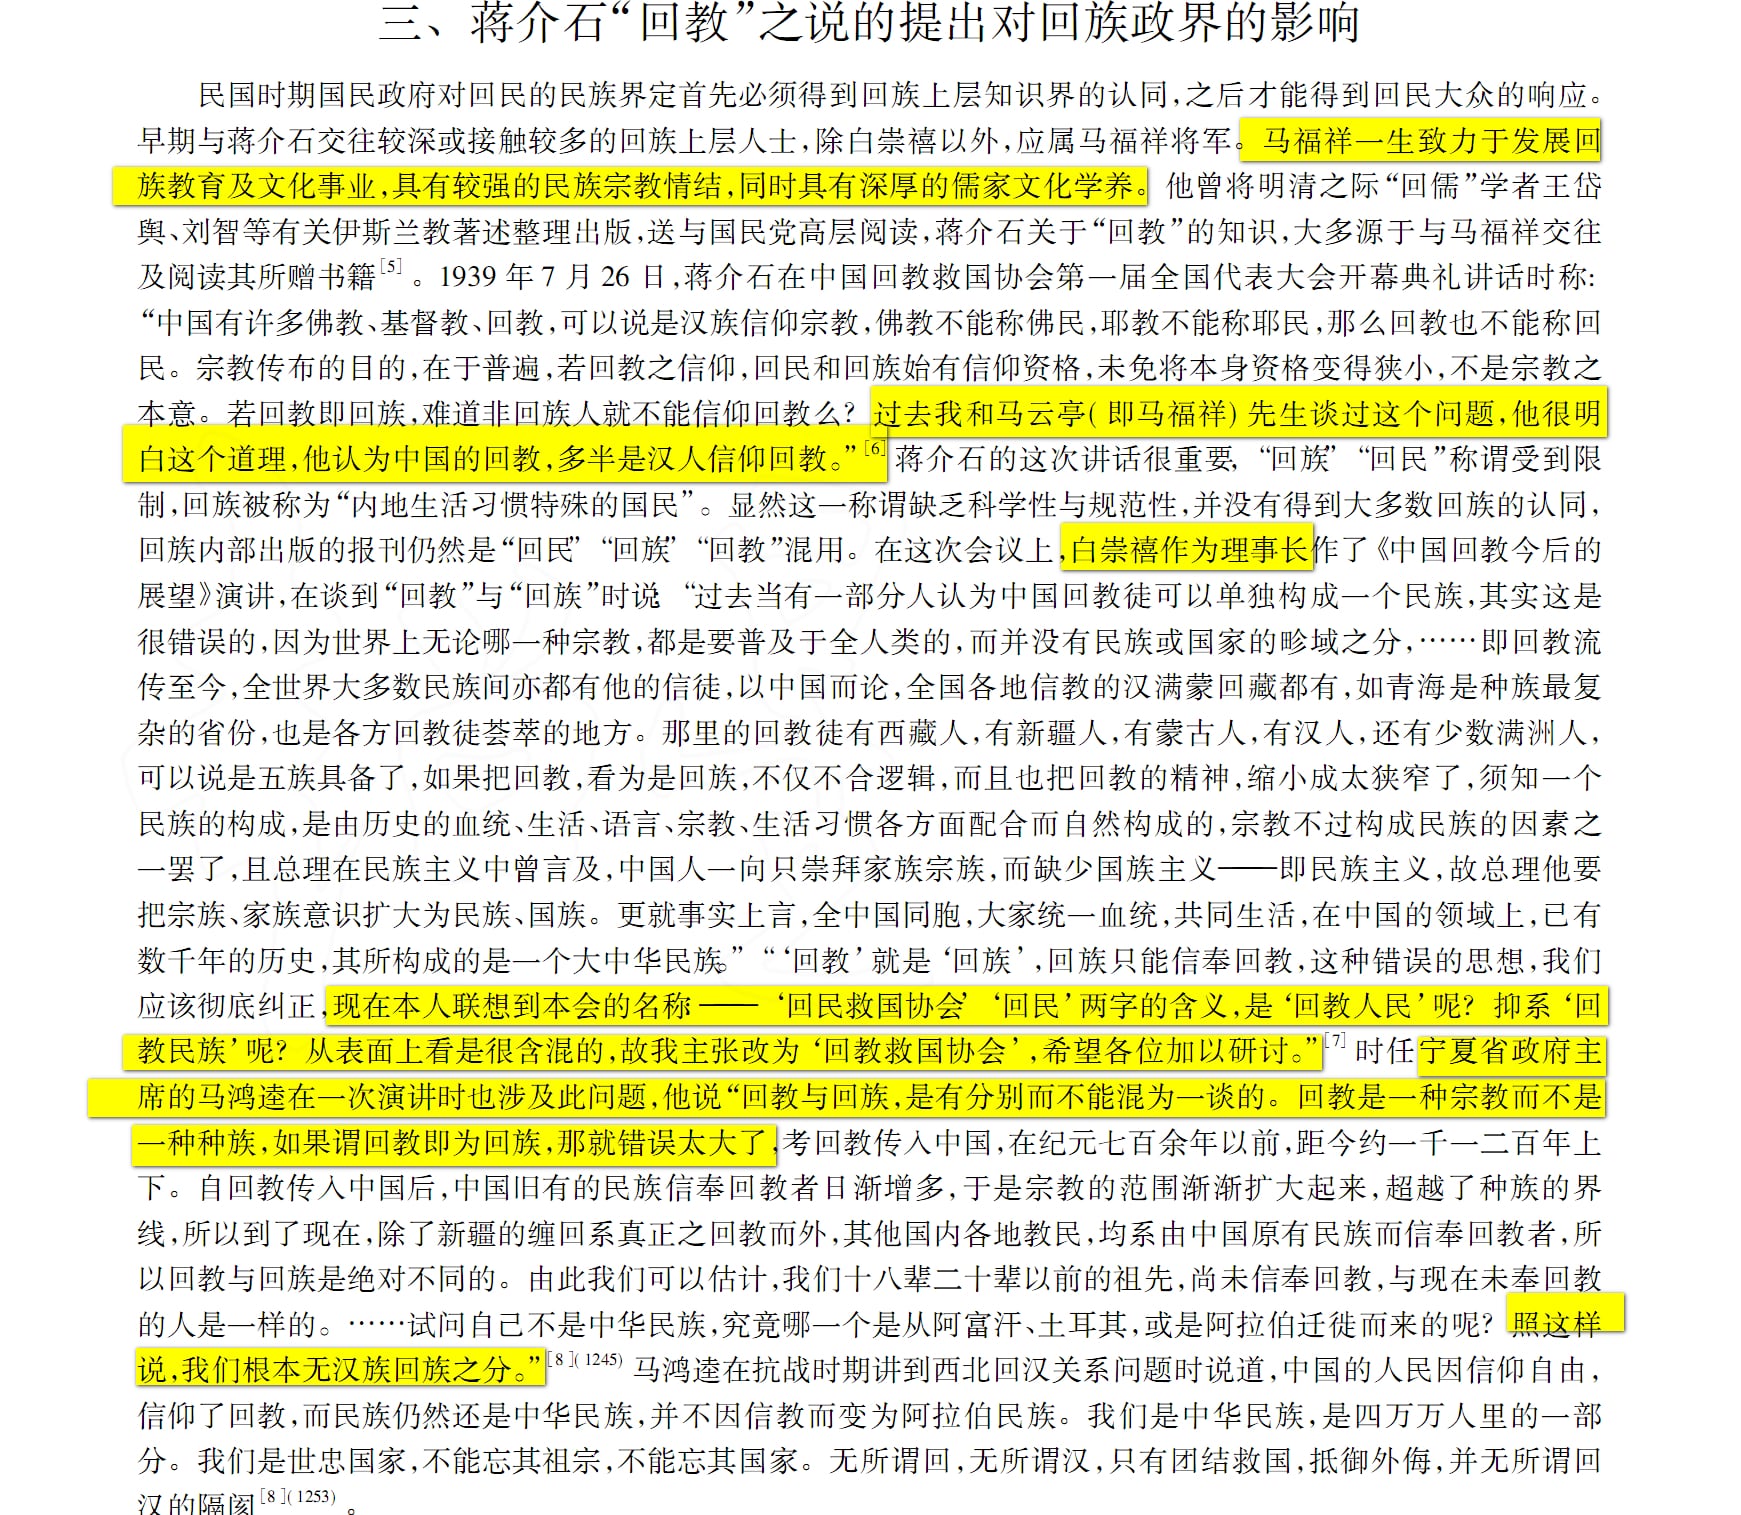 三、蒋介石“回教”之说的提出对回族政界的影响
民国时期国民政府对回民的民族界定首先必须得到回族上层知识界的认同,之后才能得到回民大众的响应。
早期与蒋介石交往较深或接触较多的回族上层人士,除白崇禧以外,应属马福祥将军。马福祥一生致力于发展回
族教育及文化事业,具有较强的民族宗教情结,同时具有深厚的儒家文化学养。他曾将明清之际“回儒”学者王岱
舆、刘智等有关伊斯兰教著述整理出版,送与国民党高层阅读,蒋介石关于“回教”的知识,大多源于与马福祥交往
及阅读其所赠书籍[5]。1939 年 7 月 26 日,蒋介石在中国回教救国协会第一届全国代表大会开幕典礼讲话时称:
“中国有许多佛教、基督教、回教,可以说是汉族信仰宗教,佛教不能称佛民,耶教不能称耶民,那么回教也不能称回
民。宗教传布的目的,在于普遍,若回教之信仰,回民和回族始有信仰资格,未免将本身资格变得狭小,不是宗教之
本意。若回教即回族,难道非回族人就不能信仰回教么? 过去我和马云亭( 即马福祥) 先生谈过这个问题,他很明
白这个道理,他认为中国的回教,多半是汉人信仰回教。”[6] 蒋介石的这次讲话很重要,“回族”“回民”称谓受到限
制,回族被称为“内地生活习惯特殊的国民”。显然这一称谓缺乏科学性与规范性,并没有得到大多数回族的认同,
回族内部出版的报刊仍然是“回民”“回族”“回教”混用。在这次会议上,白崇禧作为理事长作了《中国回教今后的
展望》演讲,在谈到“回教”与“回族”时说:“过去当有一部分人认为中国回教徒可以单独构成一个民族,其实这是
很错误的,因为世界上无论哪一种宗教,都是要普及于全人类的,而并没有民族或国家的畛域之分,……即回教流
传至今,全世界大多数民族间亦都有他的信徒,以中国而论,全国各地信教的汉满蒙回藏都有,如青海是种族最复
杂的省份,也是各方回教徒荟萃的地方。那里的回教徒有西藏人,有新疆人,有蒙古人,有汉人,还有少数满洲人,
可以说是五族具备了,如果把回教,看为是回族,不仅不合逻辑,而且也把回教的精神,缩小成太狭窄了,须知一个
民族的构成,是由历史的血统、生活、语言、宗教、生活习惯各方面配合而自然构成的,宗教不过构成民族的因素之
一罢了,且总理在民族主义中曾言及,中国人一向只崇拜家族宗族,而缺少国族主义——即民族主义,故总理他要
把宗族、家族意识扩大为民族、国族。更就事实上言,全中国同胞,大家统一血统,共同生活,在中国的领域上,已有
数千年的历史,其所构成的是一个大中华民族。”“‘回教’就是‘回族’,回族只能信奉回教,这种错误的思想,我们
应该彻底纠正,现在本人联想到本会的名称:——‘回民救国协会’‘回民’两字的含义,是‘回教人民’呢? 抑系‘回
教民族’呢? 从表面上看是很含混的,故我主张改为‘回教救国协会’,希望各位加以研讨。”[7] 时任宁夏省政府主
席的马鸿逵在一次演讲时也涉及此问题,他说“回教与回族,是有分别而不能混为一谈的。回教是一种宗教而不是
一种种族,如果谓回教即为回族,那就错误太大了,考回教传入中国,在纪元七百余年以前,距今约一千一二百年上
下。自回教传入中国后,中国旧有的民族信奉回教者日渐增多,于是宗教的范围渐渐扩大起来,超越了种族的界
线,所以到了现在,除了新疆的缠回系真正之回教而外,其他国内各地教民,均系由中国原有民族而信奉回教者,所
以回教与回族是绝对不同的。由此我们可以估计,我们十八辈二十辈以前的祖先,尚未信奉回教,与现在未奉回教
的人是一样的。……试问自己不是中华民族,究竟哪一个是从阿富汗、土耳其,或是阿拉伯迁徙而来的呢? 照这样
说,我们根本无汉族回族之分。”[8](1245) 马鸿逵在抗战时期讲到西北回汉关系问题时说道,中国的人民因信仰自由,
信仰了回教,而民族仍然还是中华民族,并不因信教而变为阿拉伯民族。我们是中华民族,是四万万人里的一部
分。我们是世忠国家,不能忘其祖宗,不能忘其国家。无所谓回,无所谓汉,只有团结救国,抵御外侮,并无所谓回
汉的隔阂[8](1253)。